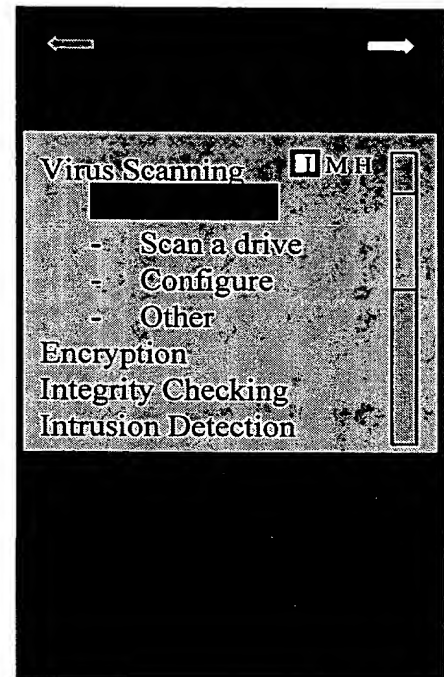 Virus Scanning I M H
- Scan a drive
- Configure
- Other
Encryption
Integrity Checking
Intrusion Detection